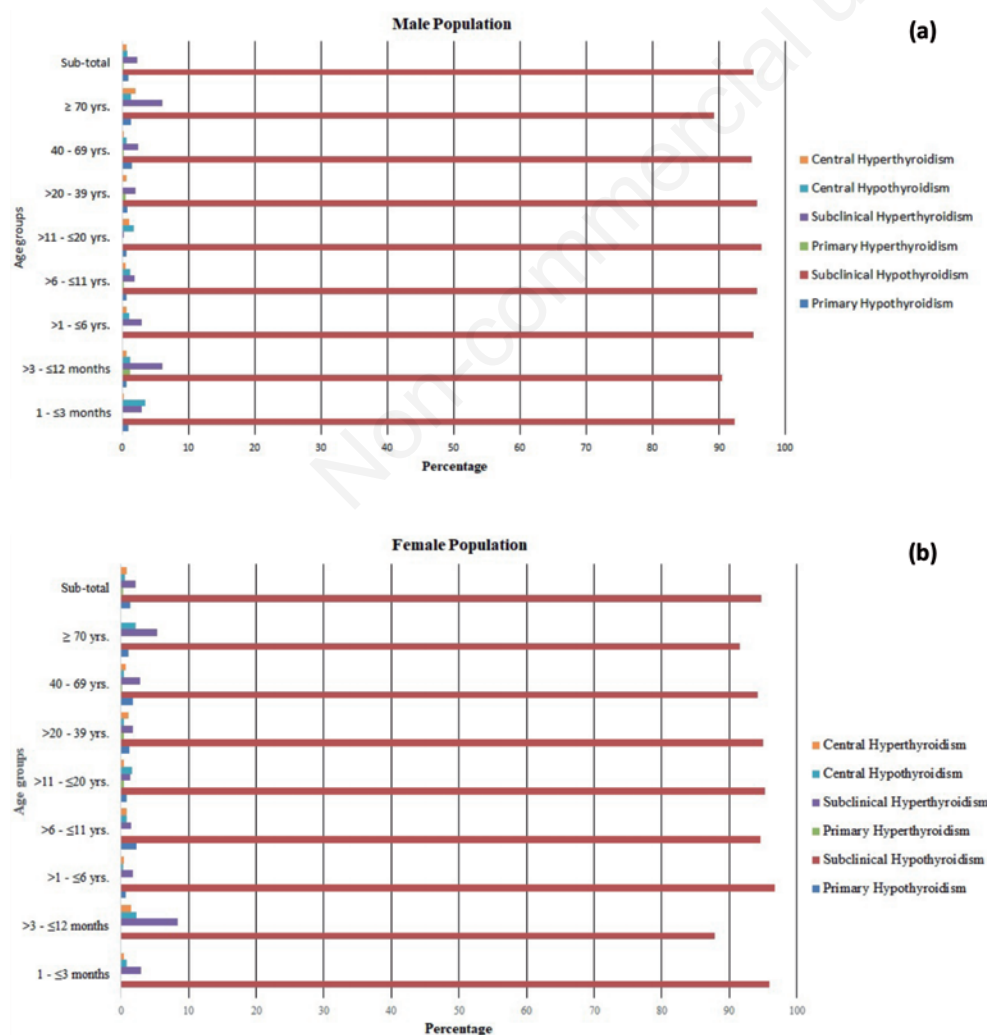 Male Population
(a)
Sub-total
≥ 70 yrs.
40 - 69 yrs.
>20 - 39 yrs.
>11 - ≤20 yrs.
>6 - ≤11 yrs.
>1 - ≤6 yrs.
>3 - ≤12 months
1 - ≤3 months
Agegroups
0 10 20 30 40 50 60 70 80 90 100
Percentage
Central Hyperthyroidism
Central Hypothyroidism
Subclinical Hyperthyroidism
Primary Hyperthyroidism
Subclinical Hypothyroidism
Primary Hypothyroidism
Non-commercial u
Female Population
(b)
Sub-total
≥ 70 yrs.
40 - 69 yrs.
>20 - 39 yrs.
>11 - ≤20 yrs.
>6 - ≤11 yrs.
>1 - ≤6 yrs.
>3 - ≤12 months
1 - ≤3 months
Age groups
0 10 20 30 40 50 60 70 80 90 100
Percentage
Central Hyperthyroidism
Central Hypothyroidism
Subclinical Hyperthyroidism
Primary Hyperthyroidism
Subclinical Hypothyroidism
Primary Hypothyroidism